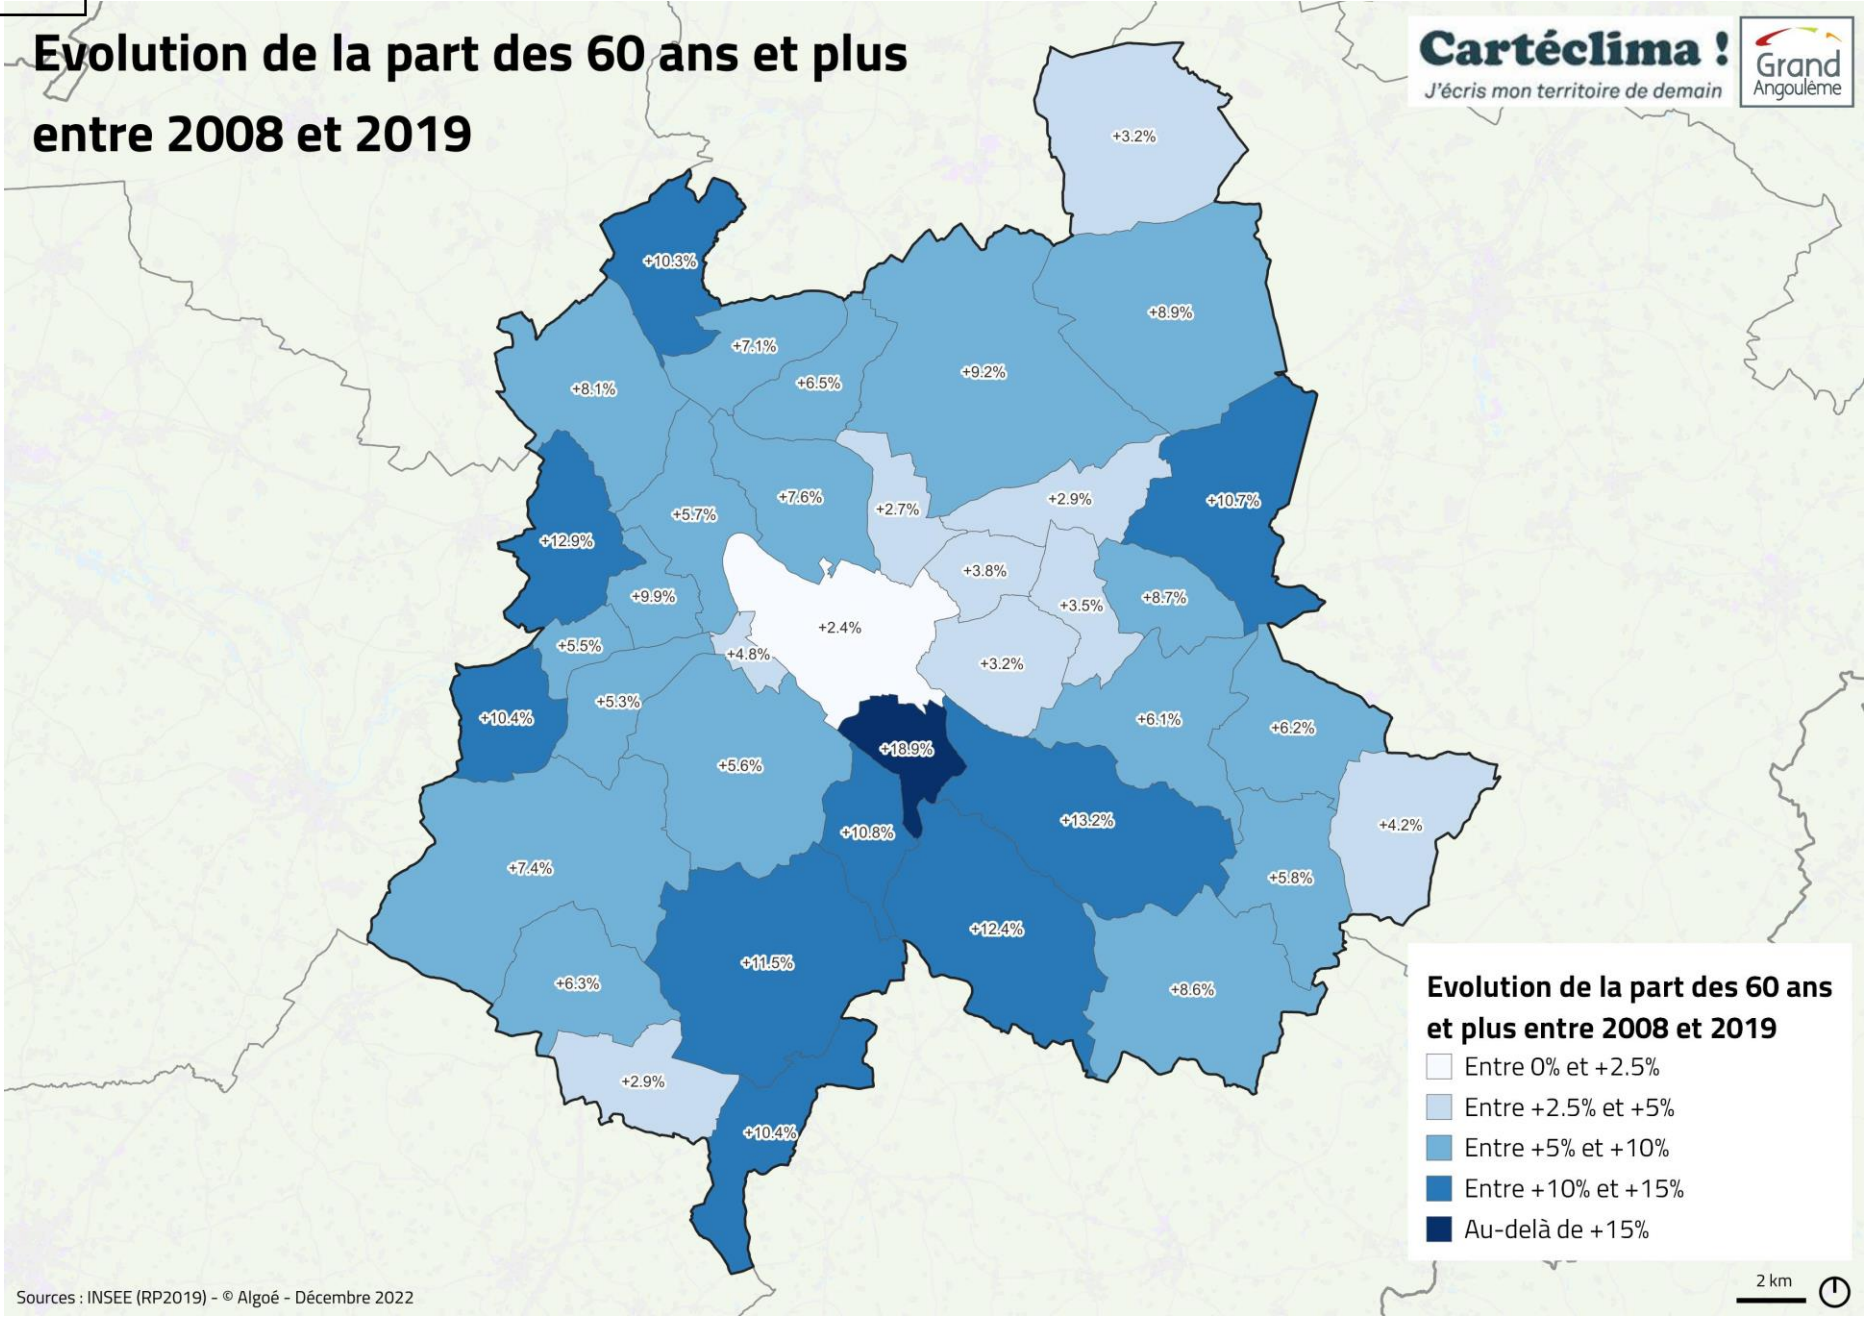 Evolution de la part des 60 ans et plus
entre 2008 et 2019
Cartéclima !
J'écris mon territoire de demain
Grand
Angoulême
+3.2%
+10.3%
+8.9%
+7.1%
+9.2%
+6.5%
+8.1%
+7.6%
+2.9%
+10.7%
+2.7%
+5.7%
+12.9%
+3.8%
+9.9%
+8.7%
+3.5%
+2.4%
+5.5%
+4.8%
+3.2%
+5.3%
+10.4%
+6.1%
+6.2%
+18.9%
+5.6%
+13.2%
+4.2%
+10.8%
+7.4%
+5.8%
+12.4%
+11.5%
+6.3%
+8.6%
+2.9%
+10.4%
Evolution de la part des 60 ans
et plus entre 2008 et 2019
Entre 0% et +2.5%
Entre +2.5% et +5%
Entre +5% et +10%
Entre +10% et +15%
Au-delà de +15%
2 km
Sources : INSEE (RP2019) - © Algoé - Décembre 2022